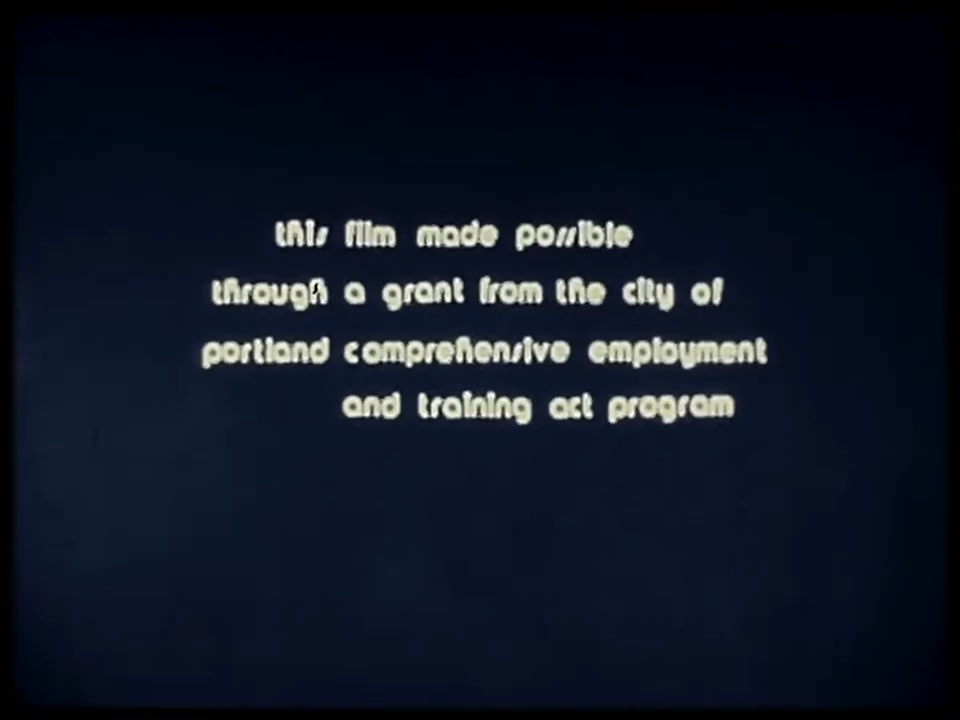 this film made possible
through a grant from the city of
portland comprehensive employment
and training act program